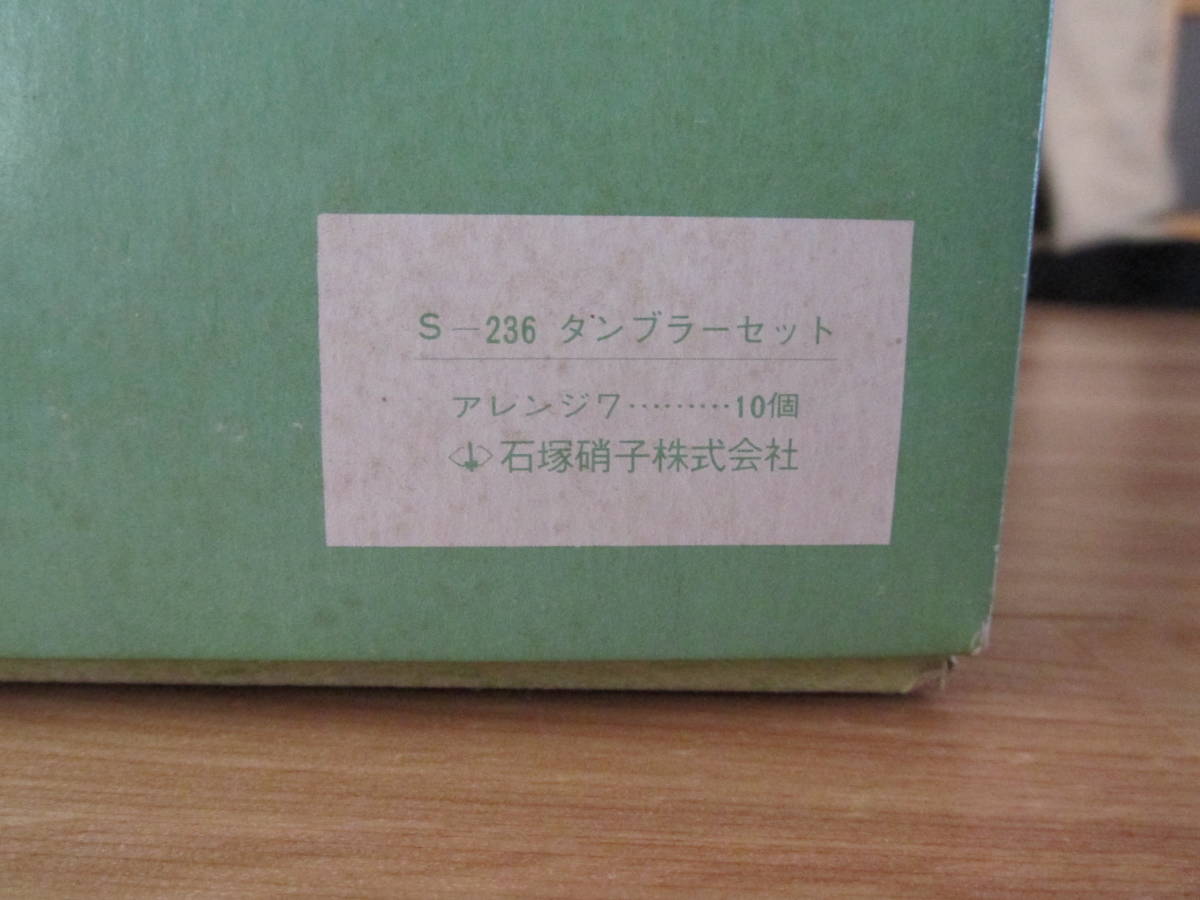 S－236 タンブラーセット
アレンジ7………10個
石塚硝子株式会社